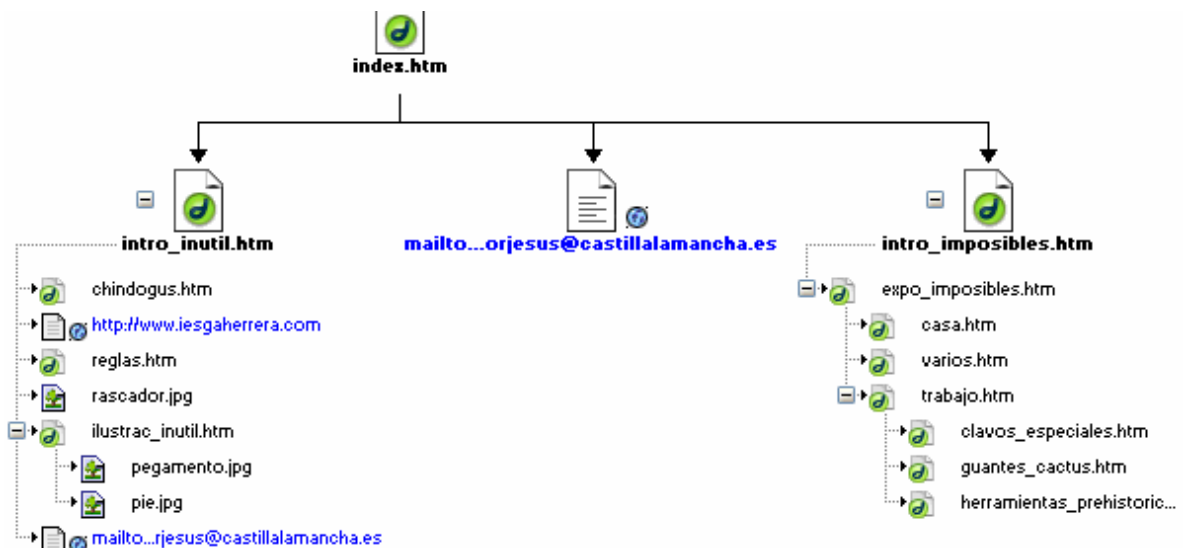 index.htm
intro_inutil.htm
mailto...orjesus@castillalamancha.es
intro_imposibles.htm
chindogus.htm
http://www.iesgaherrera.com
reglas.htm
rascador.jpg
ilustrac_inutil.htm
pegamento.jpg
pie.jpg
mailto...rjesus@castillalamancha.es
expo_imposibles.htm
casa.htm
varios.htm
trabajo.htm
clavos_especiales.htm
guantes_cactus.htm
herramientas_prehistoric...